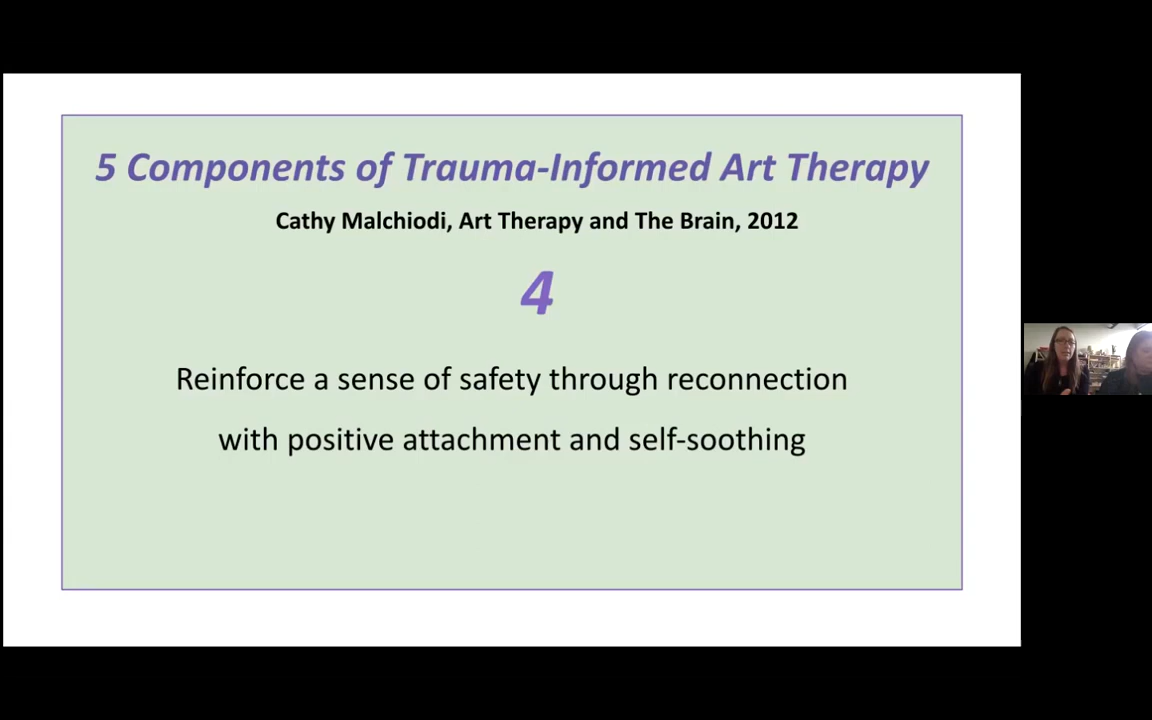 5 Components of Trauma-Informed Art Therapy
Cathy Malchiodi, Art Therapy and The Brain, 2012
4
Reinforce a sense of safety through reconnection
with positive attachment and self-soothing